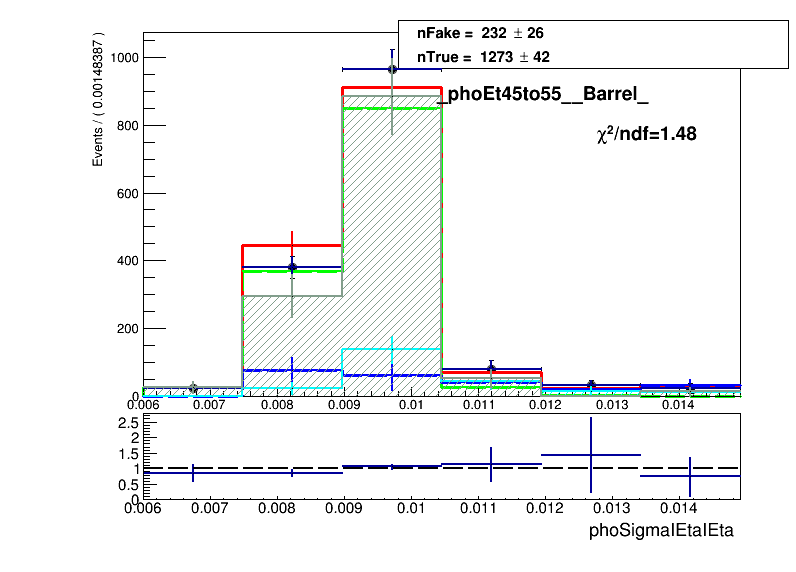 nFake = 232 ± 26
nTrue = 1273 ± 42
_phoEt45to55__Barrel_
χ²/ndf=1.48
Events / ( 0.00148387 )
1000
800
600
400
200
0
0.006 0.007 0.008 0.009 0.01 0.011 0.012 0.013 0.014
2.5
2
1.5
1
0.5
0
0.006 0.007 0.008 0.009 0.01 0.011 0.012 0.013 0.014
phoSigmaIEtaIEta